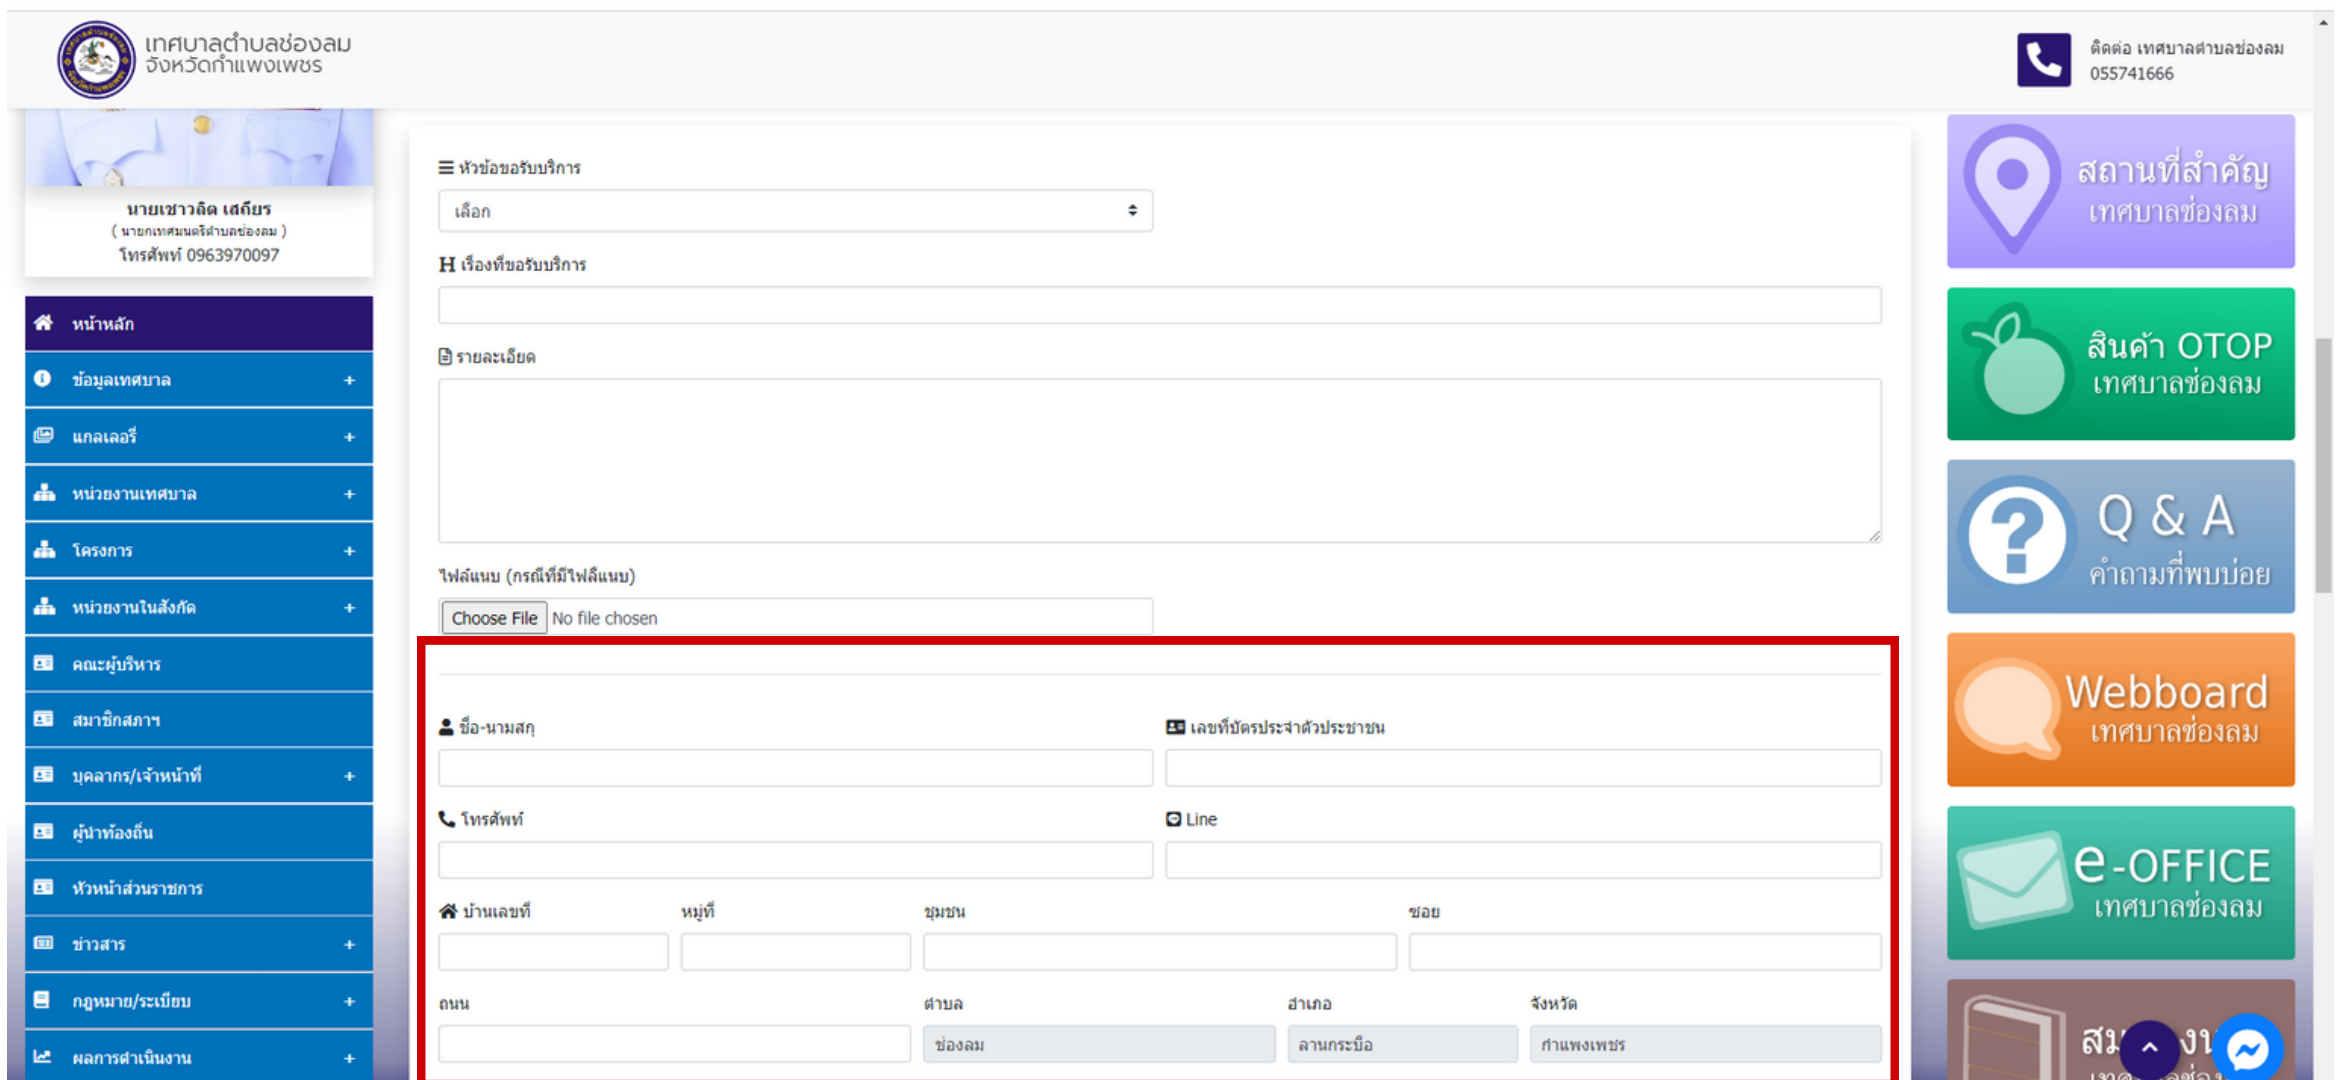 เทศบาลตำบลช่องลม
จังหวัดกำแพงเพชร
ติดต่อ เทศบาลตำบลช่องลม
055741666
นายเชาวลิต เสถียร
( นายกเทศมนตรีตำบลช่องลม )
โทรศัพท์ 0963970097
หน้าหลัก
ข้อมูลเทศบาล +
แกลเลอรี่ +
หน่วยงานเทศบาล +
โครงการ +
หน่วยงานในสังกัด +
คณะผู้บริหาร
สมาชิกสภาฯ
บุคลากร/เจ้าหน้าที่ +
ผู้นำท้องถิ่น
หัวหน้าส่วนราชการ
ข่าวสาร +
กฎหมาย/ระเบียบ +
ผลการดำเนินงาน +
หัวข้อขอรับบริการ
เลือก
H เรื่องที่ขอรับบริการ
รายละเอียด
ไฟล์แนบ (กรณีที่มีไฟล์แนบ)
Choose File No file chosen
ชื่อ-นามสกุ
เลขที่บัตรประจำตัวประชาชน
โทรศัพท์
Line
บ้านเลขที่ หมู่ที่ ชุมชน ซอย
ถนน ตำบล อำเภอ จังหวัด
ช่องลม ลานกระบือ กำแพงเพชร
สถานที่สำคัญ
เทศบาลช่องลม
สินค้า OTOP
เทศบาลช่องลม
Q & A
คำถามที่พบบ่อย
Webboard
เทศบาลช่องลม
e-OFFICE
เทศบาลช่องลม